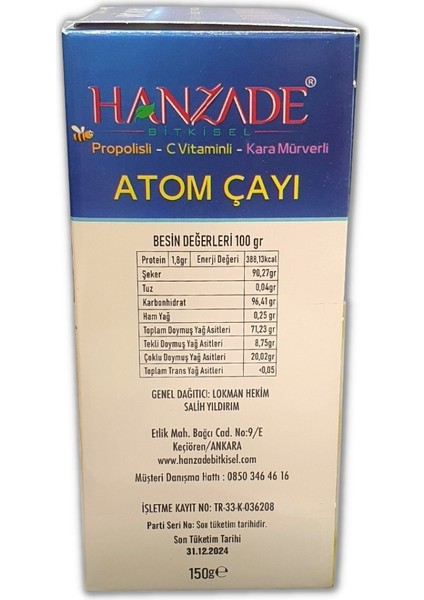 HANZADE®
BİTKİSEL
Propolisli - C Vitaminli - Kara Mürverli
ATOM ÇAYI
BESİN DEĞERLERİ 100 gr
Protein 1,8gr Enerji Değeri 388,13kcal
Şeker 90,27gr
Tuz 0,04gr
Karbonhidrat 96,41 gr
Ham Yağ 0,25 gr
Toplam Doymuş Yağ Asitleri 71,23 gr
Tekli Doymuş Yağ Asitleri 8,75gr
Çoklu Doymuş Yağ Asitleri 20,02gr
Toplam Trans Yağ Asitleri <0,05
GENEL DAĞITICI: LOKMAN HEKİM
SALİH YILDIRIM
Etlik Mah. Bağcı Cad. No:9/E
Keçiören/ANKARA
www.hanzadebitkisel.com
Müşteri Danışma Hattı : 0850 346 46 16
İŞLETME KAYIT NO: TR-33-K-036208
Parti Seri No: Son tüketim tarihidir.
Son Tüketim Tarihi
31.12.2024
150g℮